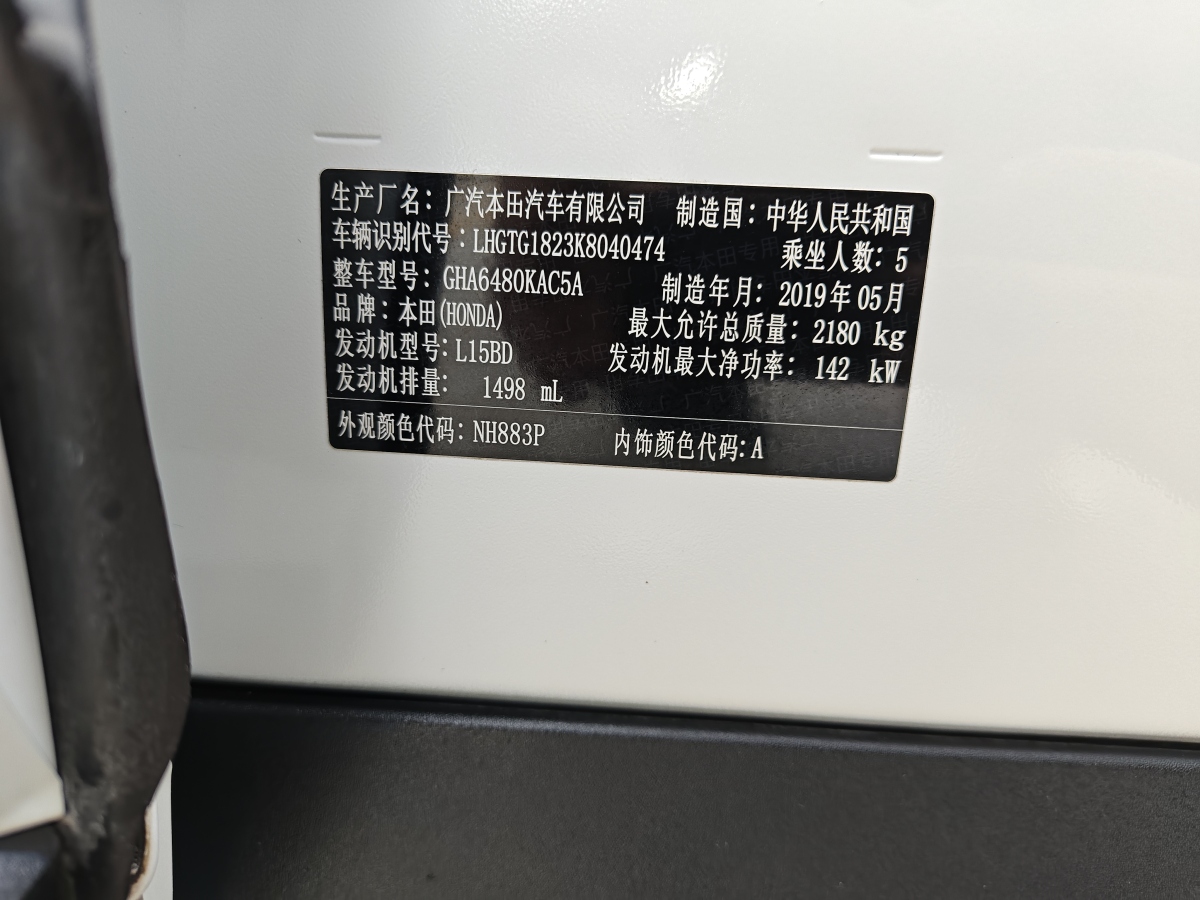 生产厂名：广汽本田汽车有限公司 制造国：中华人民共和国
车辆识别代号：LHGTG1823K8040474 乘坐人数：5
整车型号：GHA6480KAC5A 制造年月：2019年05月
品牌：本田(HONDA) 最大允许总质量：2180 kg
发动机型号：L15BD 发动机最大净功率：142 kW
发动机排量：1498 mL
外观颜色代码：NH883P 内饰颜色代码：A